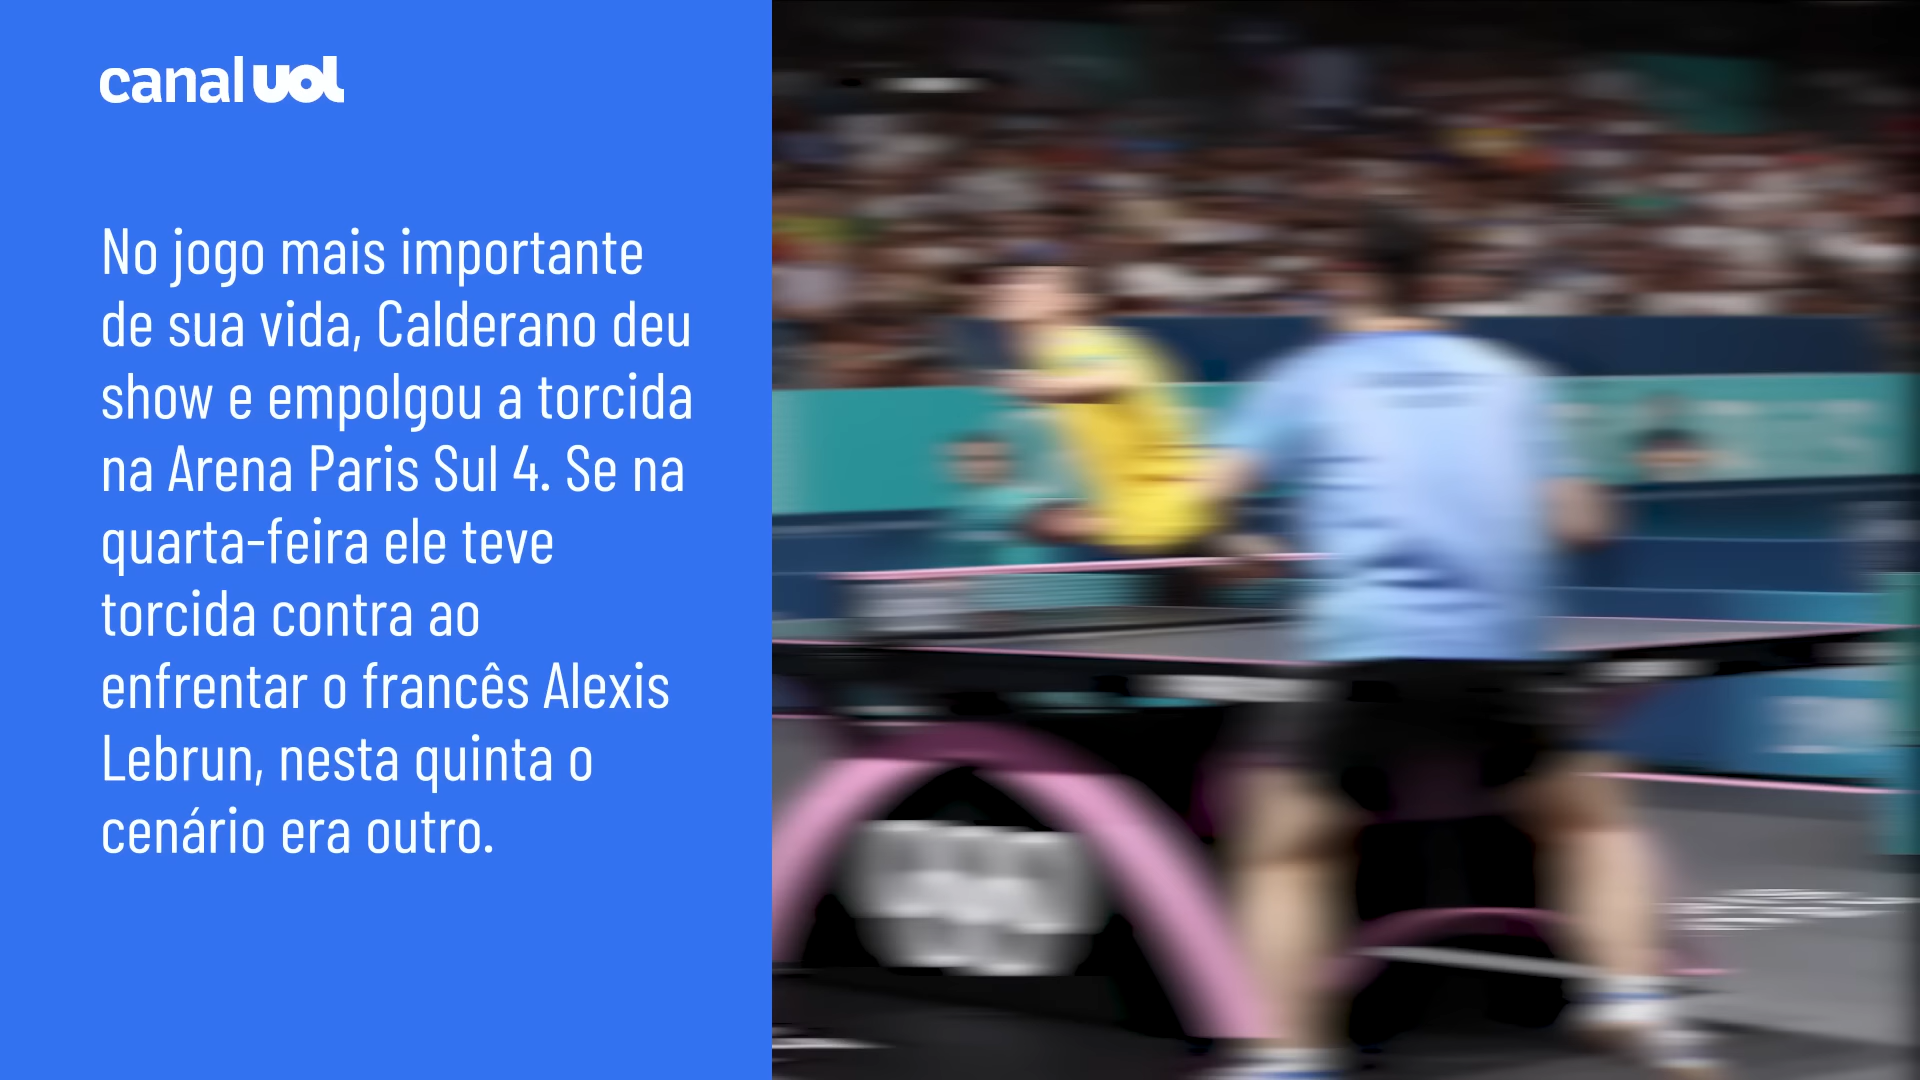 canal uol
No jogo mais importante
de sua vida, Calderano deu
show e empolgou a torcida
na Arena Paris Sul 4. Se na
quarta-feira ele teve
torcida contra ao
enfrentar o francês Alexis
Lebrun, nesta quinta o
cenário era outro.